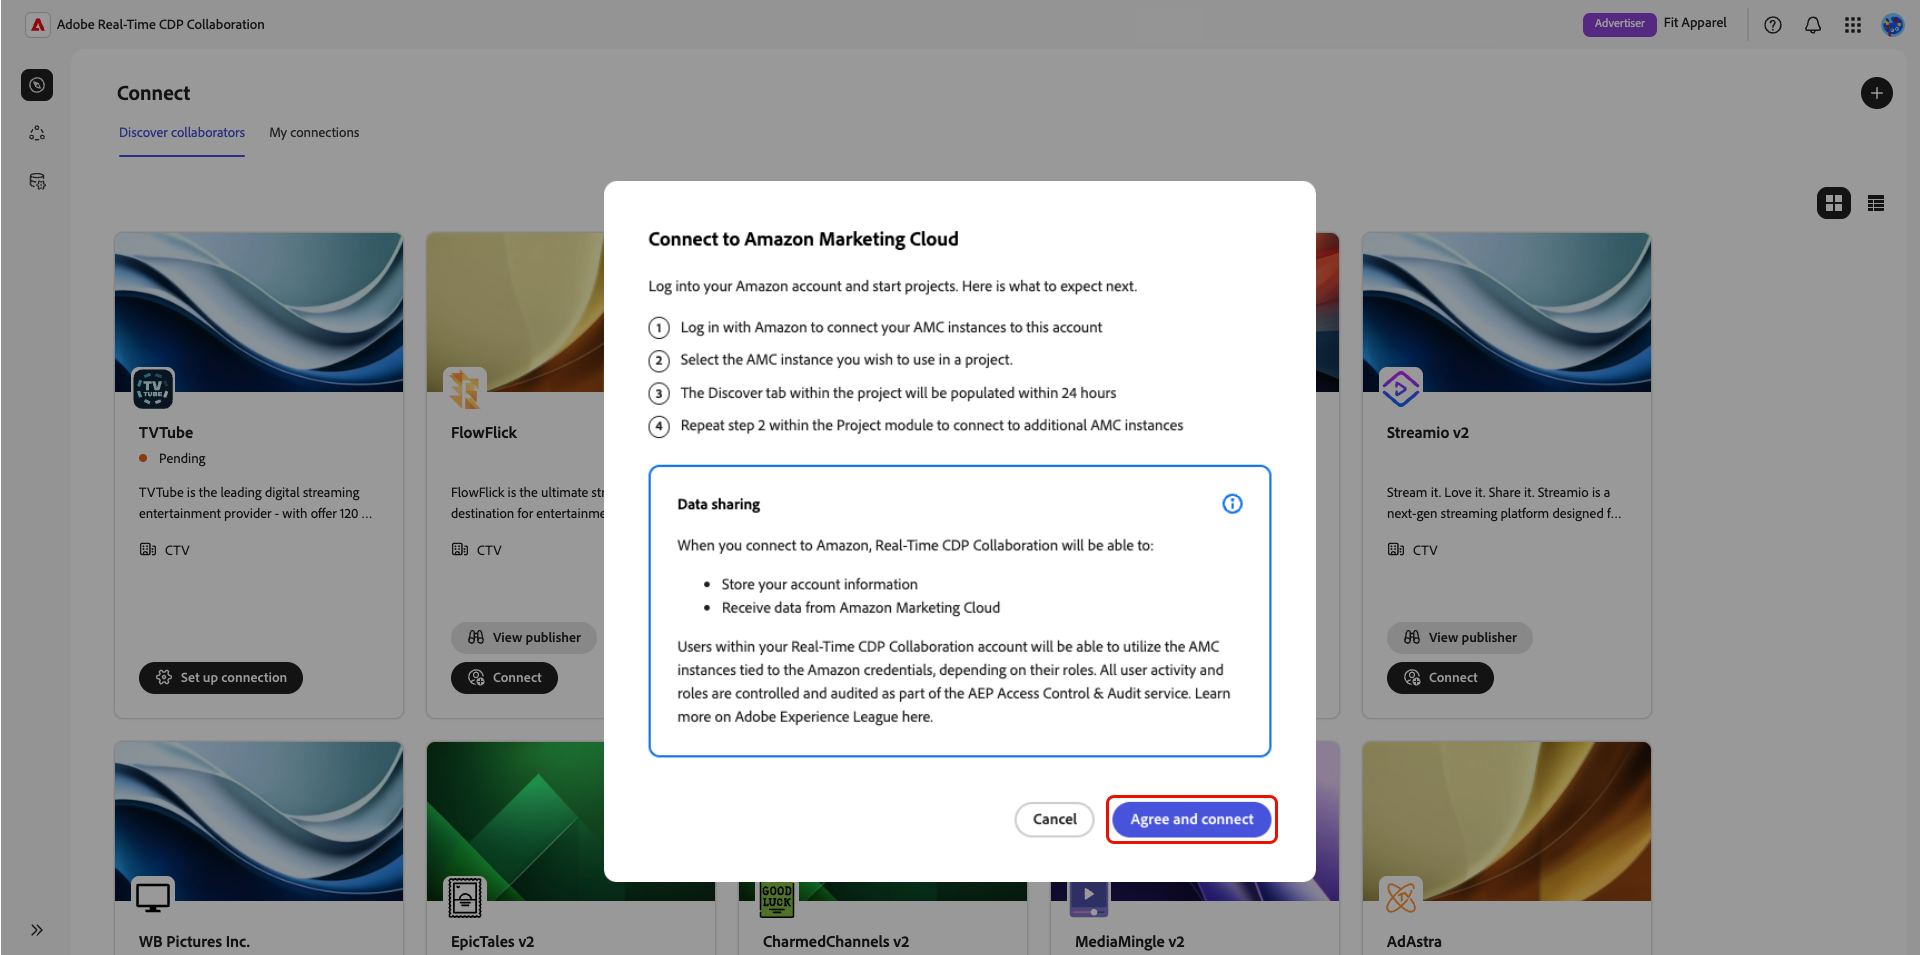 Adobe Real-Time CDP Collaboration
Advertiser
Fit Apparel
Connect
Discover collaborators
My connections
Connect to Amazon Marketing Cloud
Log into your Amazon account and start projects. Here is what to expect next.
1 Log in with Amazon to connect your AMC instances to this account
2 Select the AMC instance you wish to use in a project.
3 The Discover tab within the project will be populated within 24 hours
4 Repeat step 2 within the Project module to connect to additional AMC instances
Data sharing
When you connect to Amazon, Real-Time CDP Collaboration will be able to:
• Store your account information
• Receive data from Amazon Marketing Cloud
Users within your Real-Time CDP Collaboration account will be able to utilize the AMC
instances tied to the Amazon credentials, depending on their roles. All user activity and
roles are controlled and audited as part of the AEP Access Control & Audit service. Learn
more on Adobe Experience League here.
Cancel
Agree and connect
TV
TUBE
TVTube
Pending
TVTube is the leading digital streaming
entertainment provider - with offer 120 ...
CTV
Set up connection
FlowFlick
FlowFlick is the ultimate str
destination for entertainme
CTV
View publisher
Connect
Streamio v2
Stream it. Love it. Share it. Streamio is a
next-gen streaming platform designed f...
CTV
View publisher
Connect
WB Pictures Inc.
EpicTales v2
GOOD
LUCK
CharmedChannels v2
MediaMingle v2
AdAstra